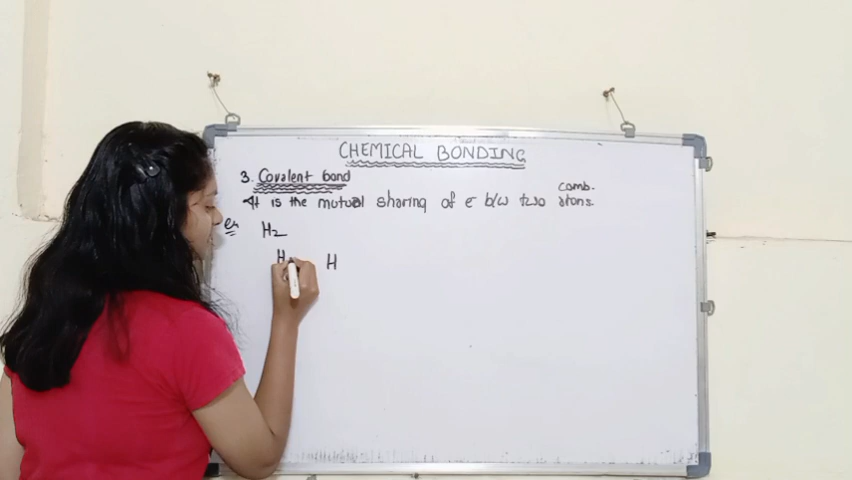 CHEMICAL BONDING
3. Covalent bond
It is the mutual sharing of e⁻ b/w two comb. atoms.
ex H₂
H H